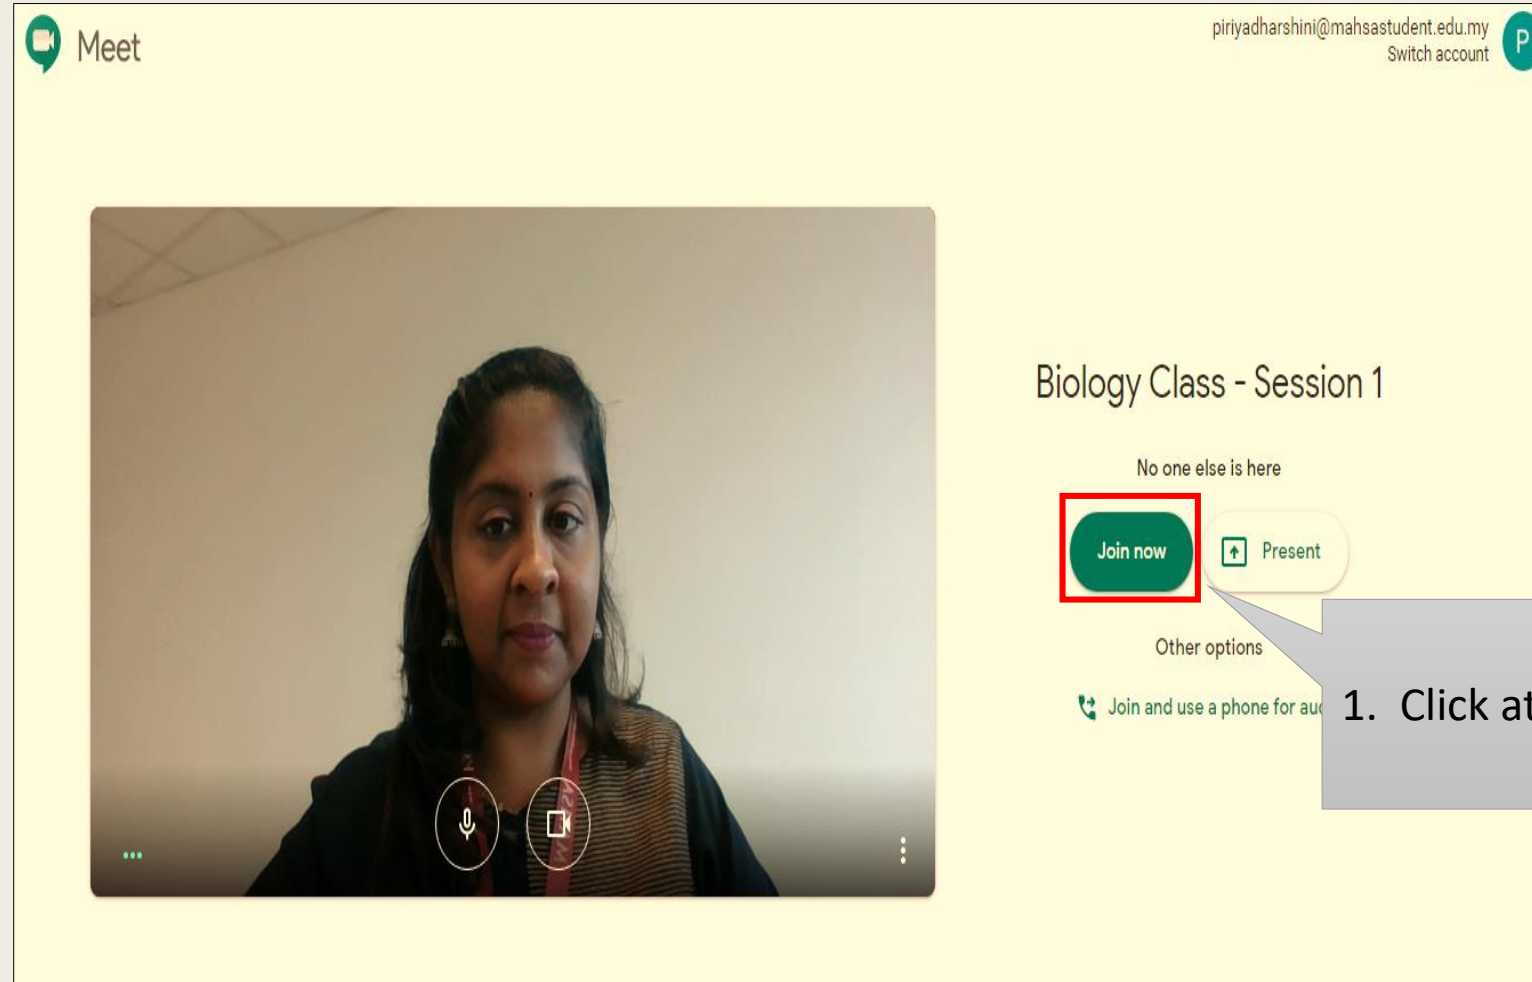 Meet
piriyadharshini@mahsastudent.edu.my
Switch account
P
Biology Class - Session 1
No one else is here
Join now
Present
Other options
Join and use a phone for
1. Click at